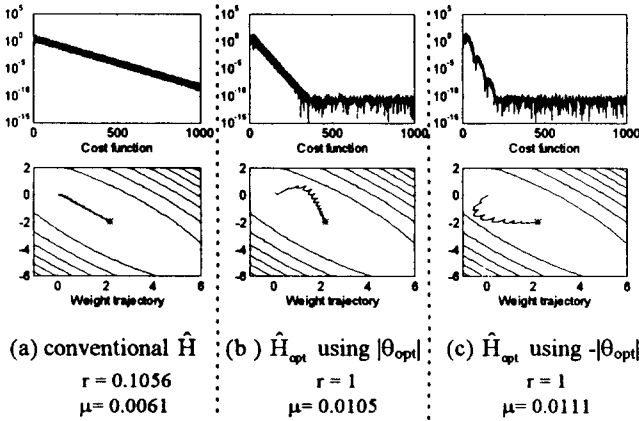 10^5 10^0 10^-5 10^-10 10^-15
0 500 1000
Cost function
10^5 10^0 10^-5 10^-10 10^-15
0 500 1000
Cost function
10^5 10^0 10^-5 10^-10 10^-15
0 500 1000
Cost function
2 0 -2 -4 -6
0 2 4 6
Weight trajectory
2 0 -2 -4 -6
0 2 4 6
Weight trajectory
2 0 -2 -4 -6
0 2 4 6
Weight trajectory
(a) conventional Ĥ
r = 0.1056
μ= 0.0061
(b ) Ĥopt using |θopt|
r = 1
μ= 0.0105
(c) Ĥopt using -|θopt|
r = 1
μ= 0.0111